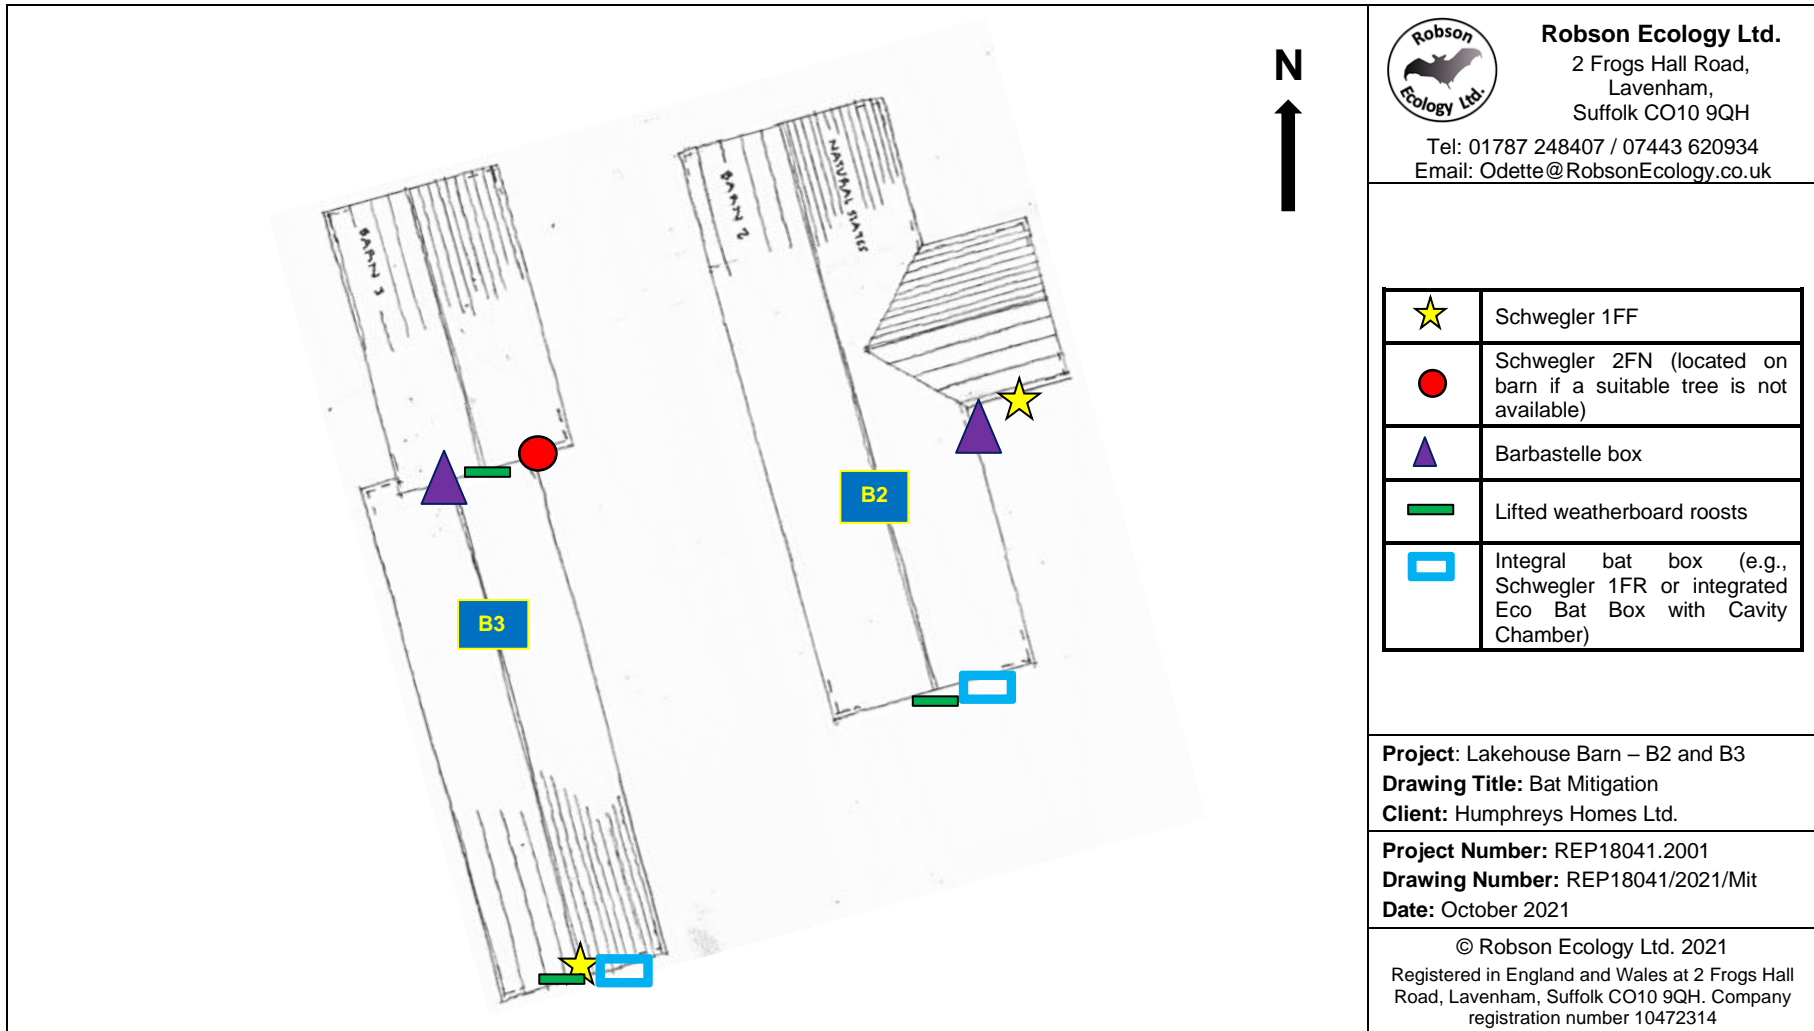 N
BARN 3
BARN 2
NATURAL SLATES
B2
B3
Robson
Ecology Ltd.
Robson Ecology Ltd.
2 Frogs Hall Road,
Lavenham,
Suffolk CO10 9QH
Tel: 01787 248407 / 07443 620934
Email: Odette@RobsonEcology.co.uk
Schwegler 1FF
Schwegler 2FN (located on
barn if a suitable tree is not
available)
Barbastelle box
Lifted weatherboard roosts
Integral bat box (e.g.,
Schwegler 1FR or integrated
Eco Bat Box with Cavity
Chamber)
Project: Lakehouse Barn – B2 and B3
Drawing Title: Bat Mitigation
Client: Humphreys Homes Ltd.
Project Number: REP18041.2001
Drawing Number: REP18041/2021/Mit
Date: October 2021
© Robson Ecology Ltd. 2021
Registered in England and Wales at 2 Frogs Hall
Road, Lavenham, Suffolk CO10 9QH. Company
registration number 10472314